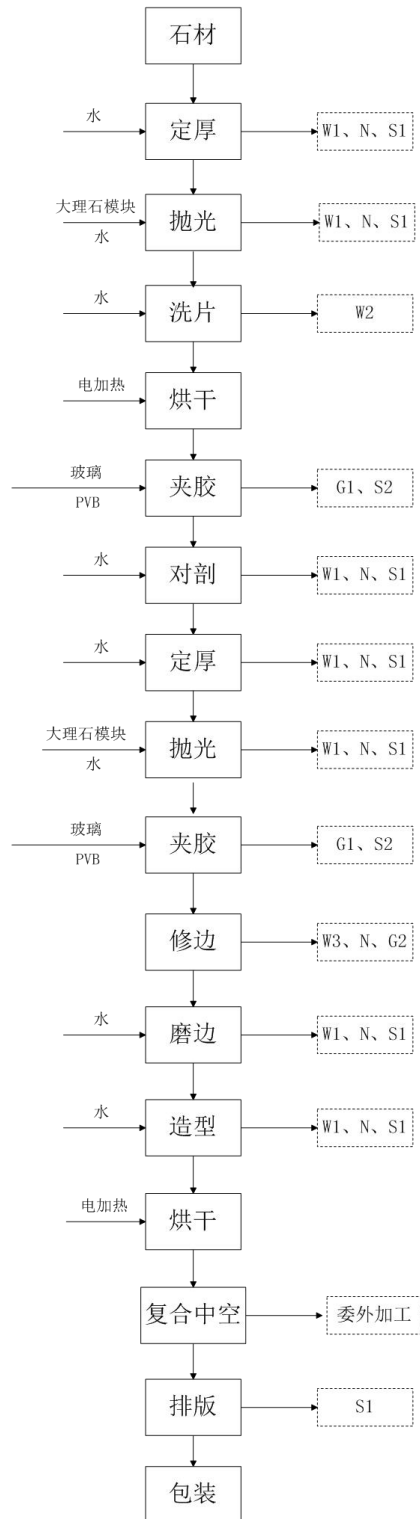 石材
水
定厚
W1、N、S1
大理石模块
水
抛光
W1、N、S1
水
洗片
W2
电加热
烘干
玻璃
PVB
夹胶
G1、S2
水
对剖
W1、N、S1
水
定厚
W1、N、S1
大理石模块
水
抛光
W1、N、S1
玻璃
PVB
夹胶
G1、S2
修边
W3、N、G2
水
磨边
W1、N、S1
水
造型
W1、N、S1
电加热
烘干
复合中空
委外加工
排版
S1
包装